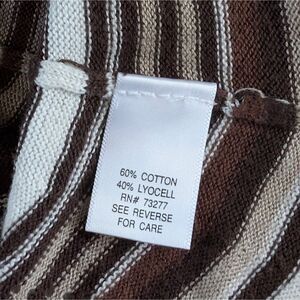 60% COTTON
40% LYOCELL
RN# 73277
SEE REVERSE
FOR CARE